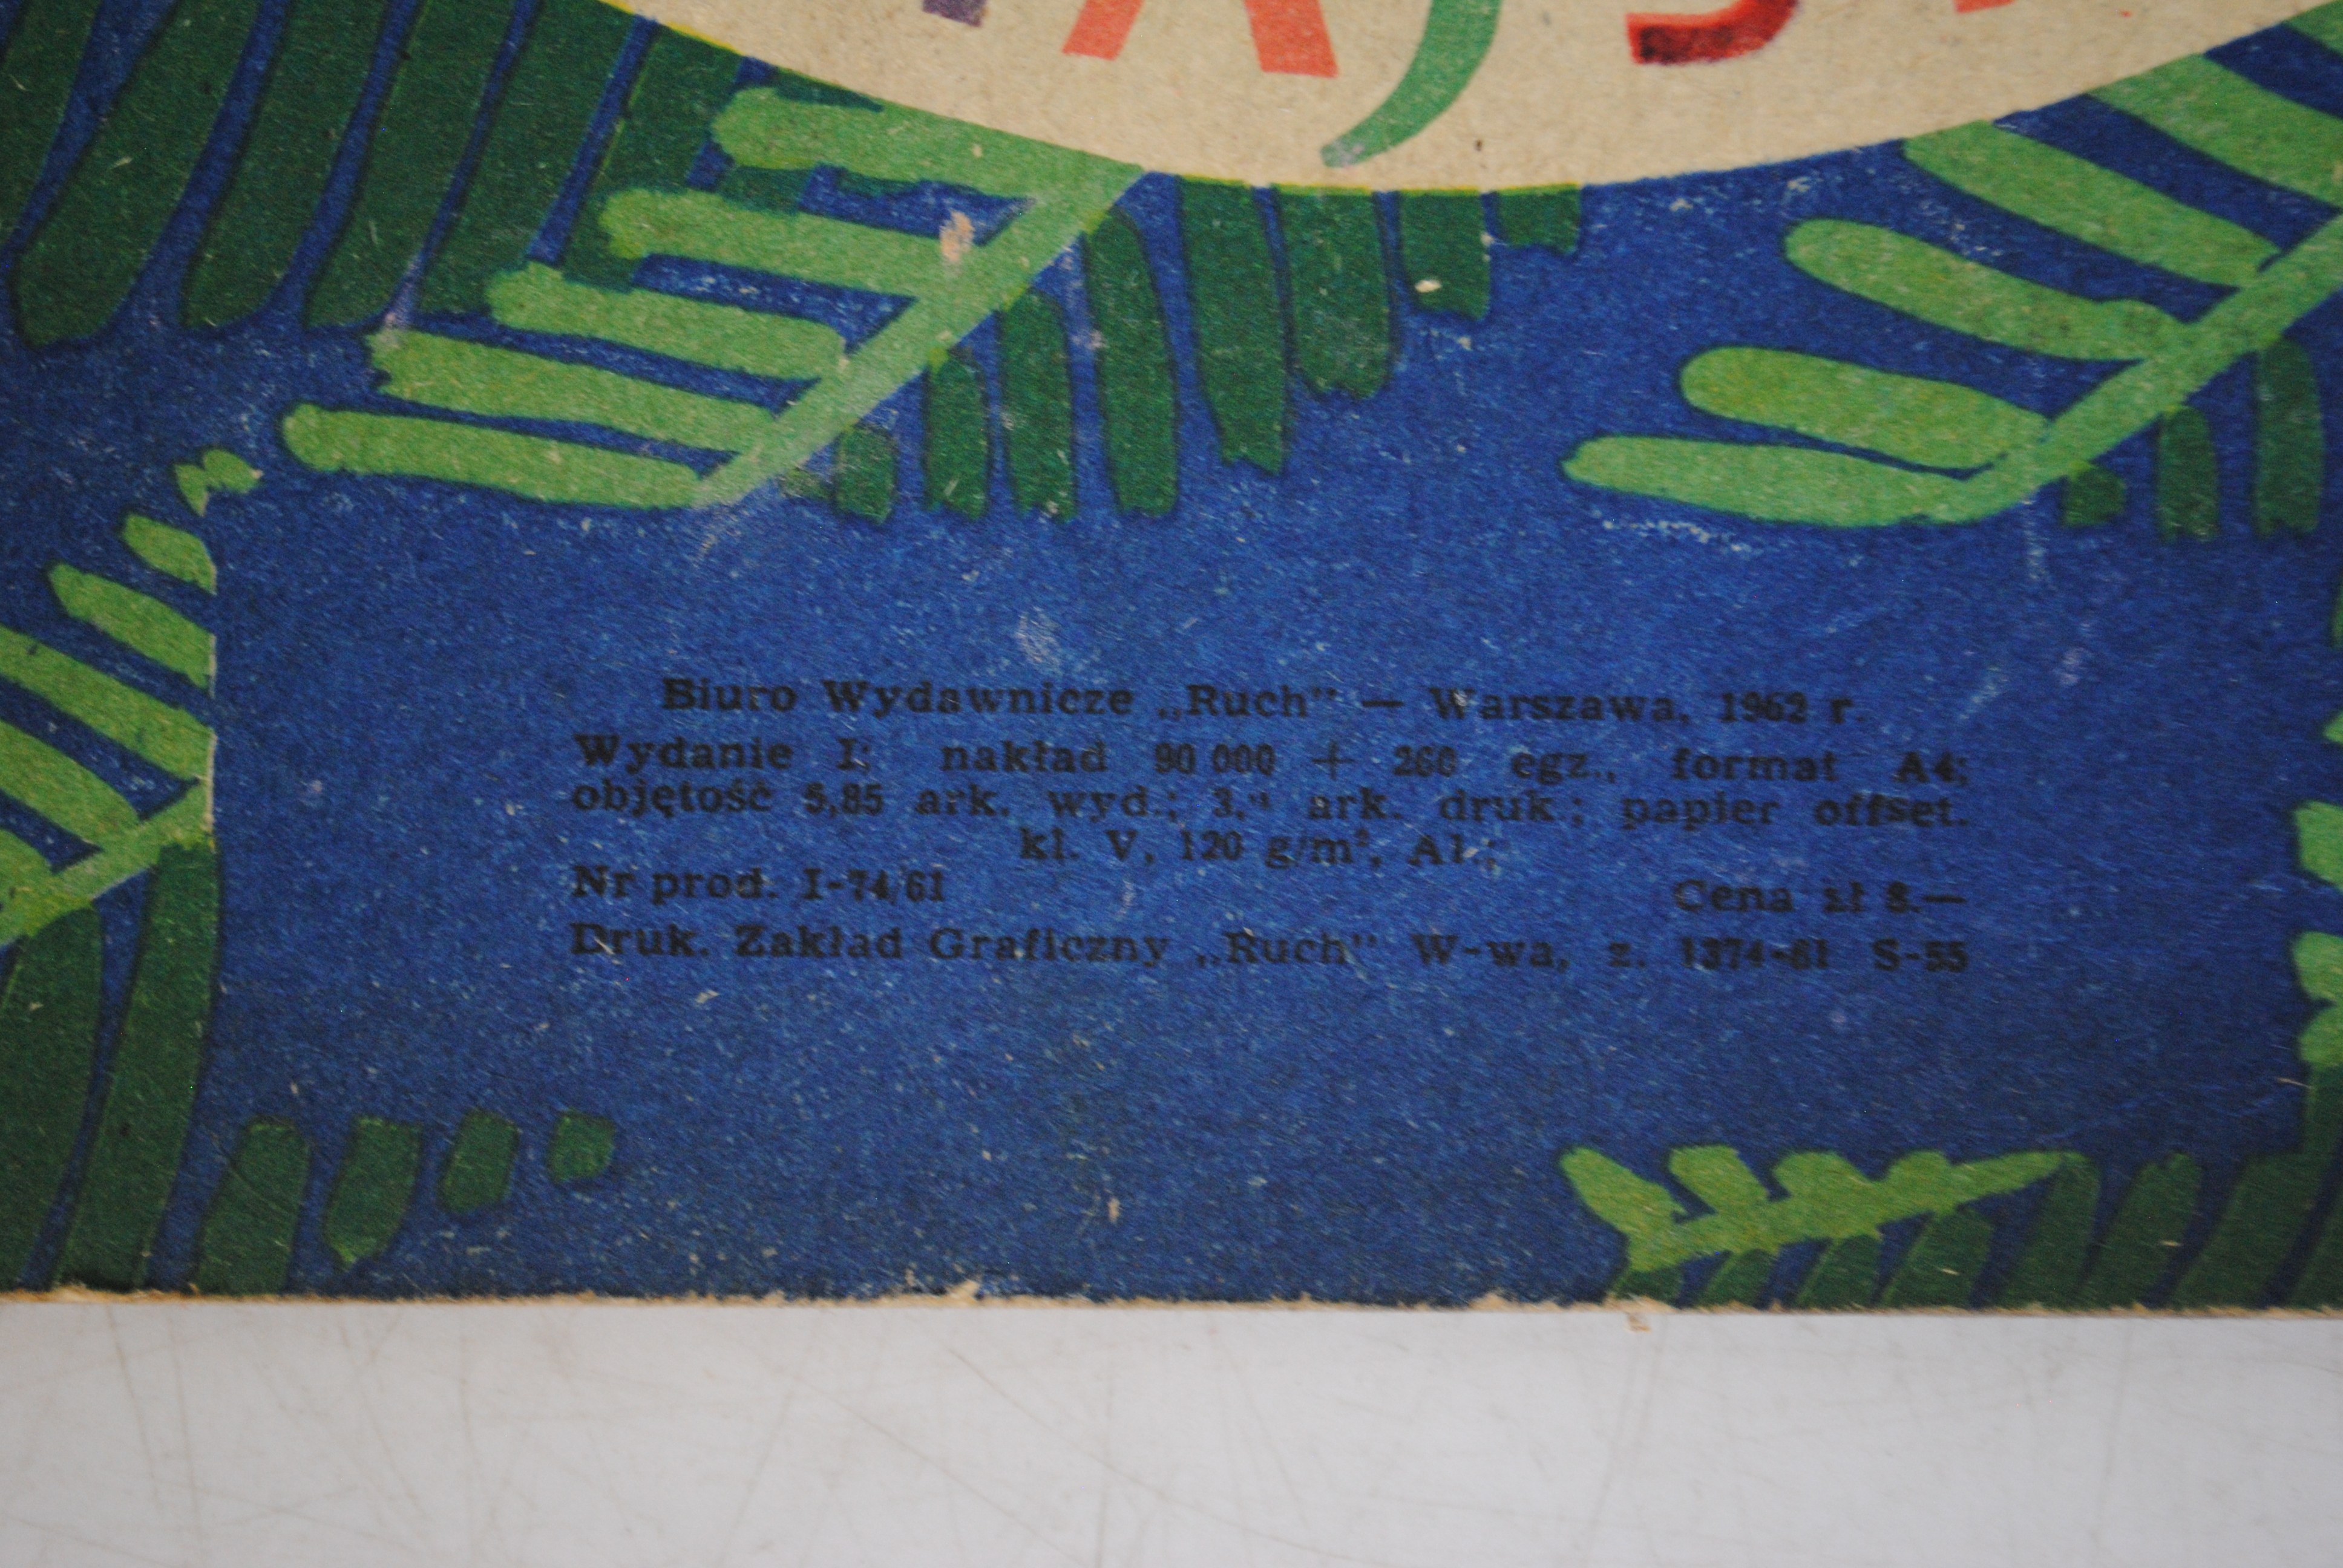 Biuro Wydawnicze „Ruch” — Warszawa, 1962 r.
Wydanie I; nakład 90 000 + 260 egz., format A4;
objętość 5,85 ark. wyd.; ark. druk; papier offset.
kl. V, 120 g/m², A1.;
Nr prod. I-74/61 Cena zł 8.—
Druk. Zakład Graficzny „Ruch” W-wa, z. 1374-61 S-55